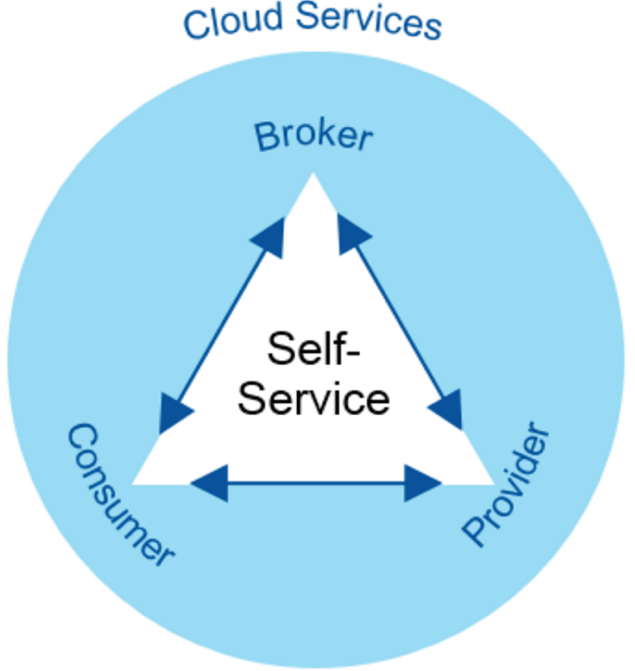 Cloud Services
Broker
Self-
Service
Consumer
Provider